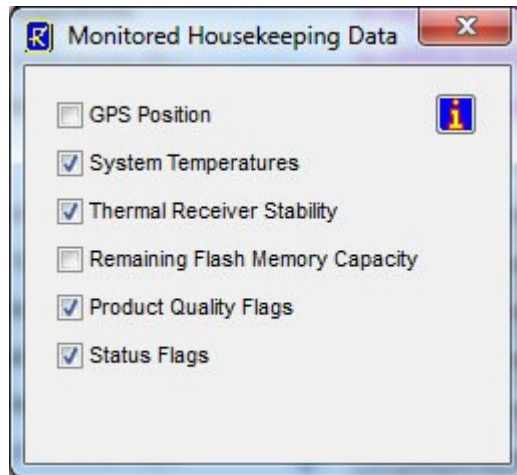 Monitored Housekeeping Data
GPS Position
System Temperatures
Thermal Receiver Stability
Remaining Flash Memory Capacity
Product Quality Flags
Status Flags